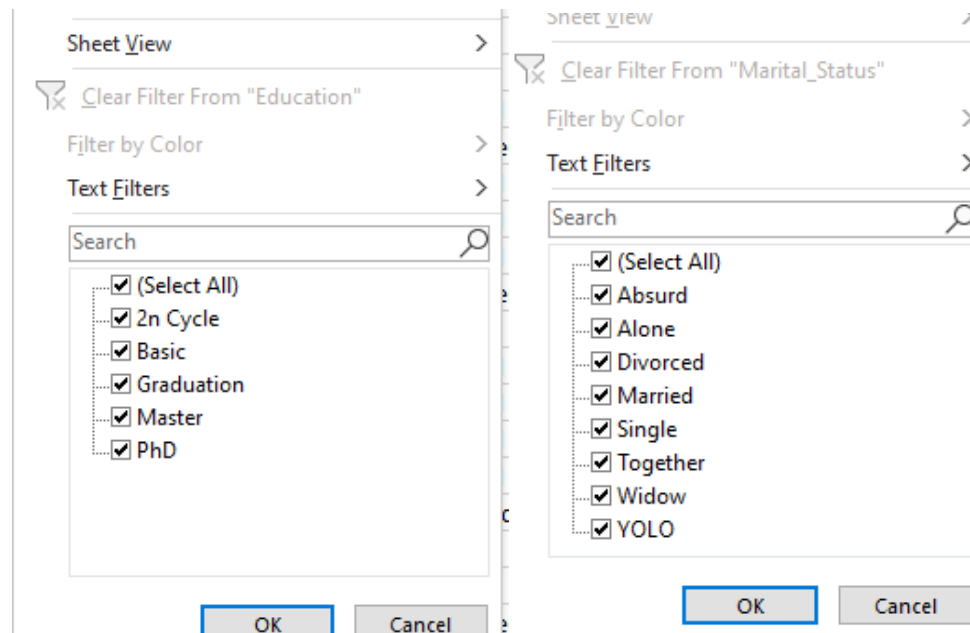 Sheet View
Clear Filter From "Education"
Filter by Color
Text Filters
Search
(Select All)
2n Cycle
Basic
Graduation
Master
PhD
OK
Cancel
Sheet View
Clear Filter From "Marital_Status"
Filter by Color
Text Filters
Search
(Select All)
Absurd
Alone
Divorced
Married
Single
Together
Widow
YOLO
OK
Cancel